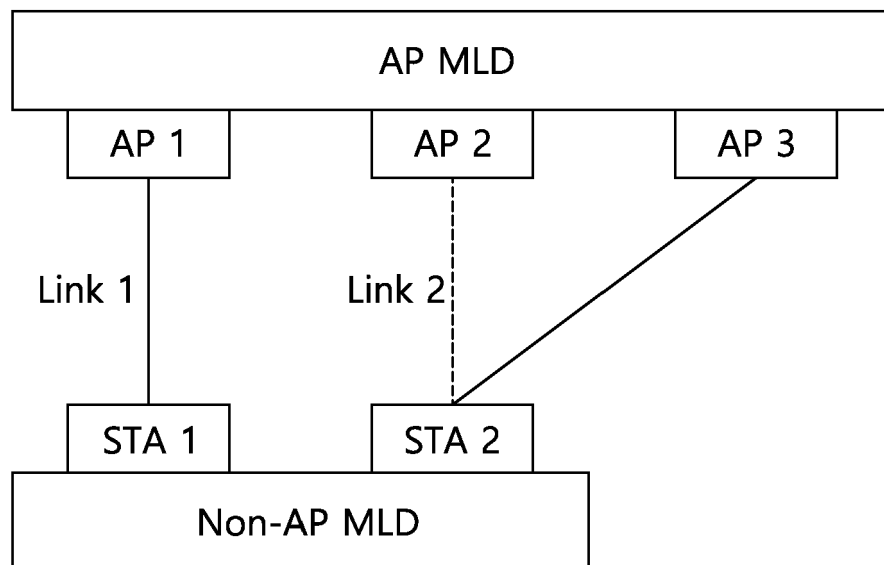 AP MLD
AP 1
AP 2
AP 3
Link 1
Link 2
STA 1
STA 2
Non-AP MLD